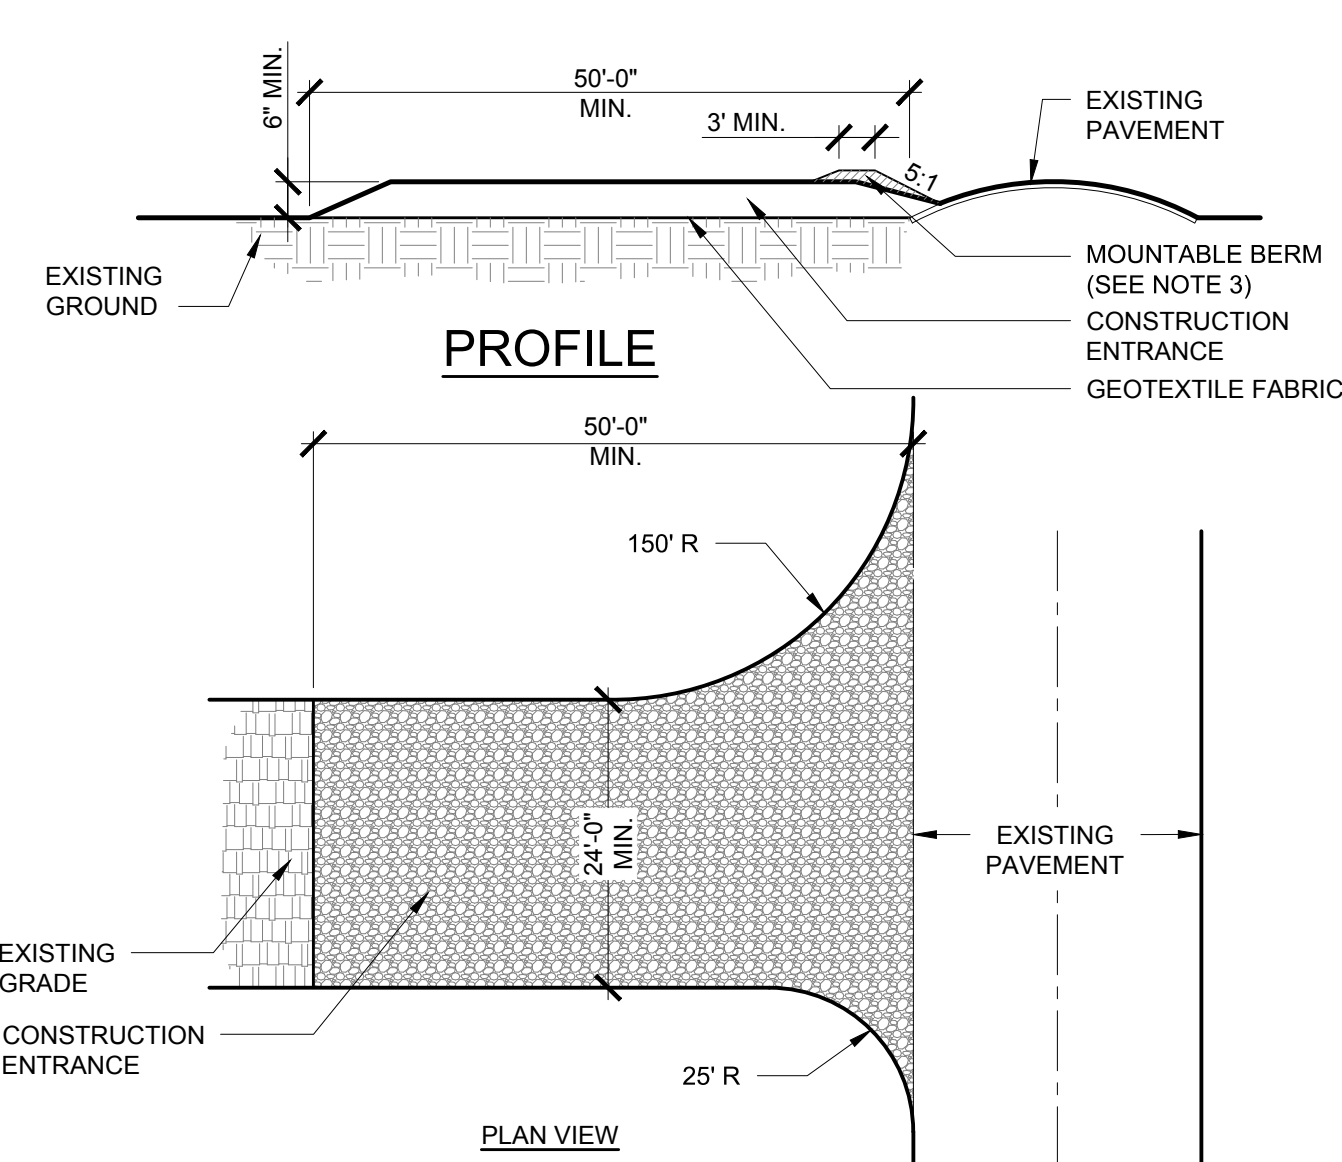 6" MIN.
50'-0"
MIN.
3' MIN.
5:1
EXISTING
PAVEMENT
EXISTING
GROUND
MOUNTABLE BERM
(SEE NOTE 3)
CONSTRUCTION
ENTRANCE
GEOTEXTILE FABRIC
PROFILE
50'-0"
MIN.
150' R
24'-0"
MIN.
EXISTING
PAVEMENT
EXISTING
GRADE
CONSTRUCTION
ENTRANCE
25' R
PLAN VIEW